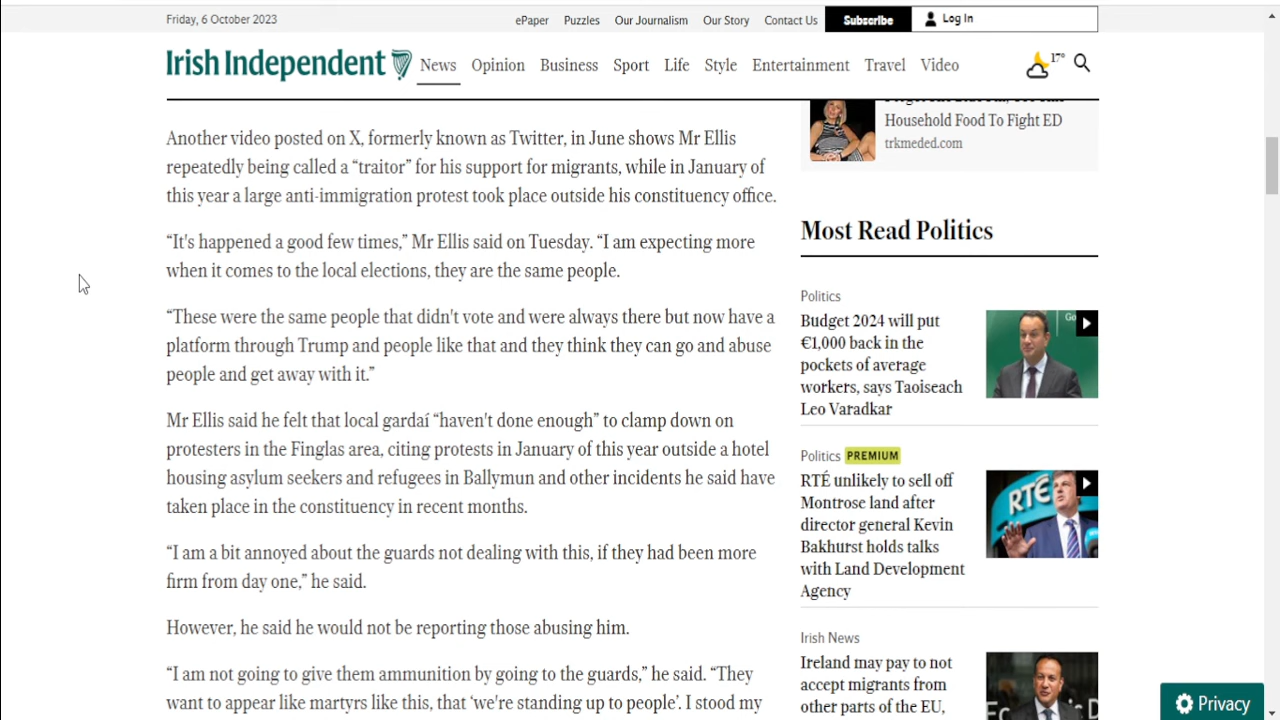 Friday, 6 October 2023
ePaper Puzzles Our Journalism Our Story Contact Us Subscribe Log In
Irish Independent News Opinion Business Sport Life Style Entertainment Travel Video 17°
Another video posted on X, formerly known as Twitter, in June shows Mr Ellis
repeatedly being called a “traitor” for his support for migrants, while in January of
this year a large anti-immigration protest took place outside his constituency office.
“It's happened a good few times,” Mr Ellis said on Tuesday. “I am expecting more
when it comes to the local elections, they are the same people.
“These were the same people that didn't vote and were always there but now have a
platform through Trump and people like that and they think they can go and abuse
people and get away with it.”
Mr Ellis said he felt that local gardaí “haven't done enough” to clamp down on
protesters in the Finglas area, citing protests in January of this year outside a hotel
housing asylum seekers and refugees in Ballymun and other incidents he said have
taken place in the constituency in recent months.
“I am a bit annoyed about the guards not dealing with this, if they had been more
firm from day one,” he said.
However, he said he would not be reporting those abusing him.
“I am not going to give them ammunition by going to the guards,” he said. “They
want to appear like martyrs like this, that ‘we're standing up to people’. I stood my
Household Food To Fight ED
trkmeded.com
Most Read Politics
Politics
Budget 2024 will put
€1,000 back in the
pockets of average
workers, says Taoiseach
Leo Varadkar
Politics PREMIUM
RTÉ unlikely to sell off
Montrose land after
director general Kevin
Bakhurst holds talks
with Land Development
Agency
RTÉ
Irish News
Ireland may pay to not
accept migrants from
other parts of the EU,
Privacy